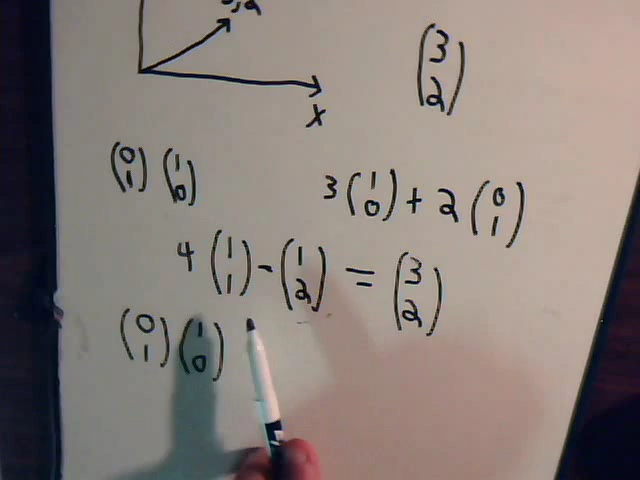 3
2
x
(0 1) (1 0)
3 (1 0) + 2 (0 1)
4 (1 1) - (1 2) = (3 2)
(0 1) (1 0)